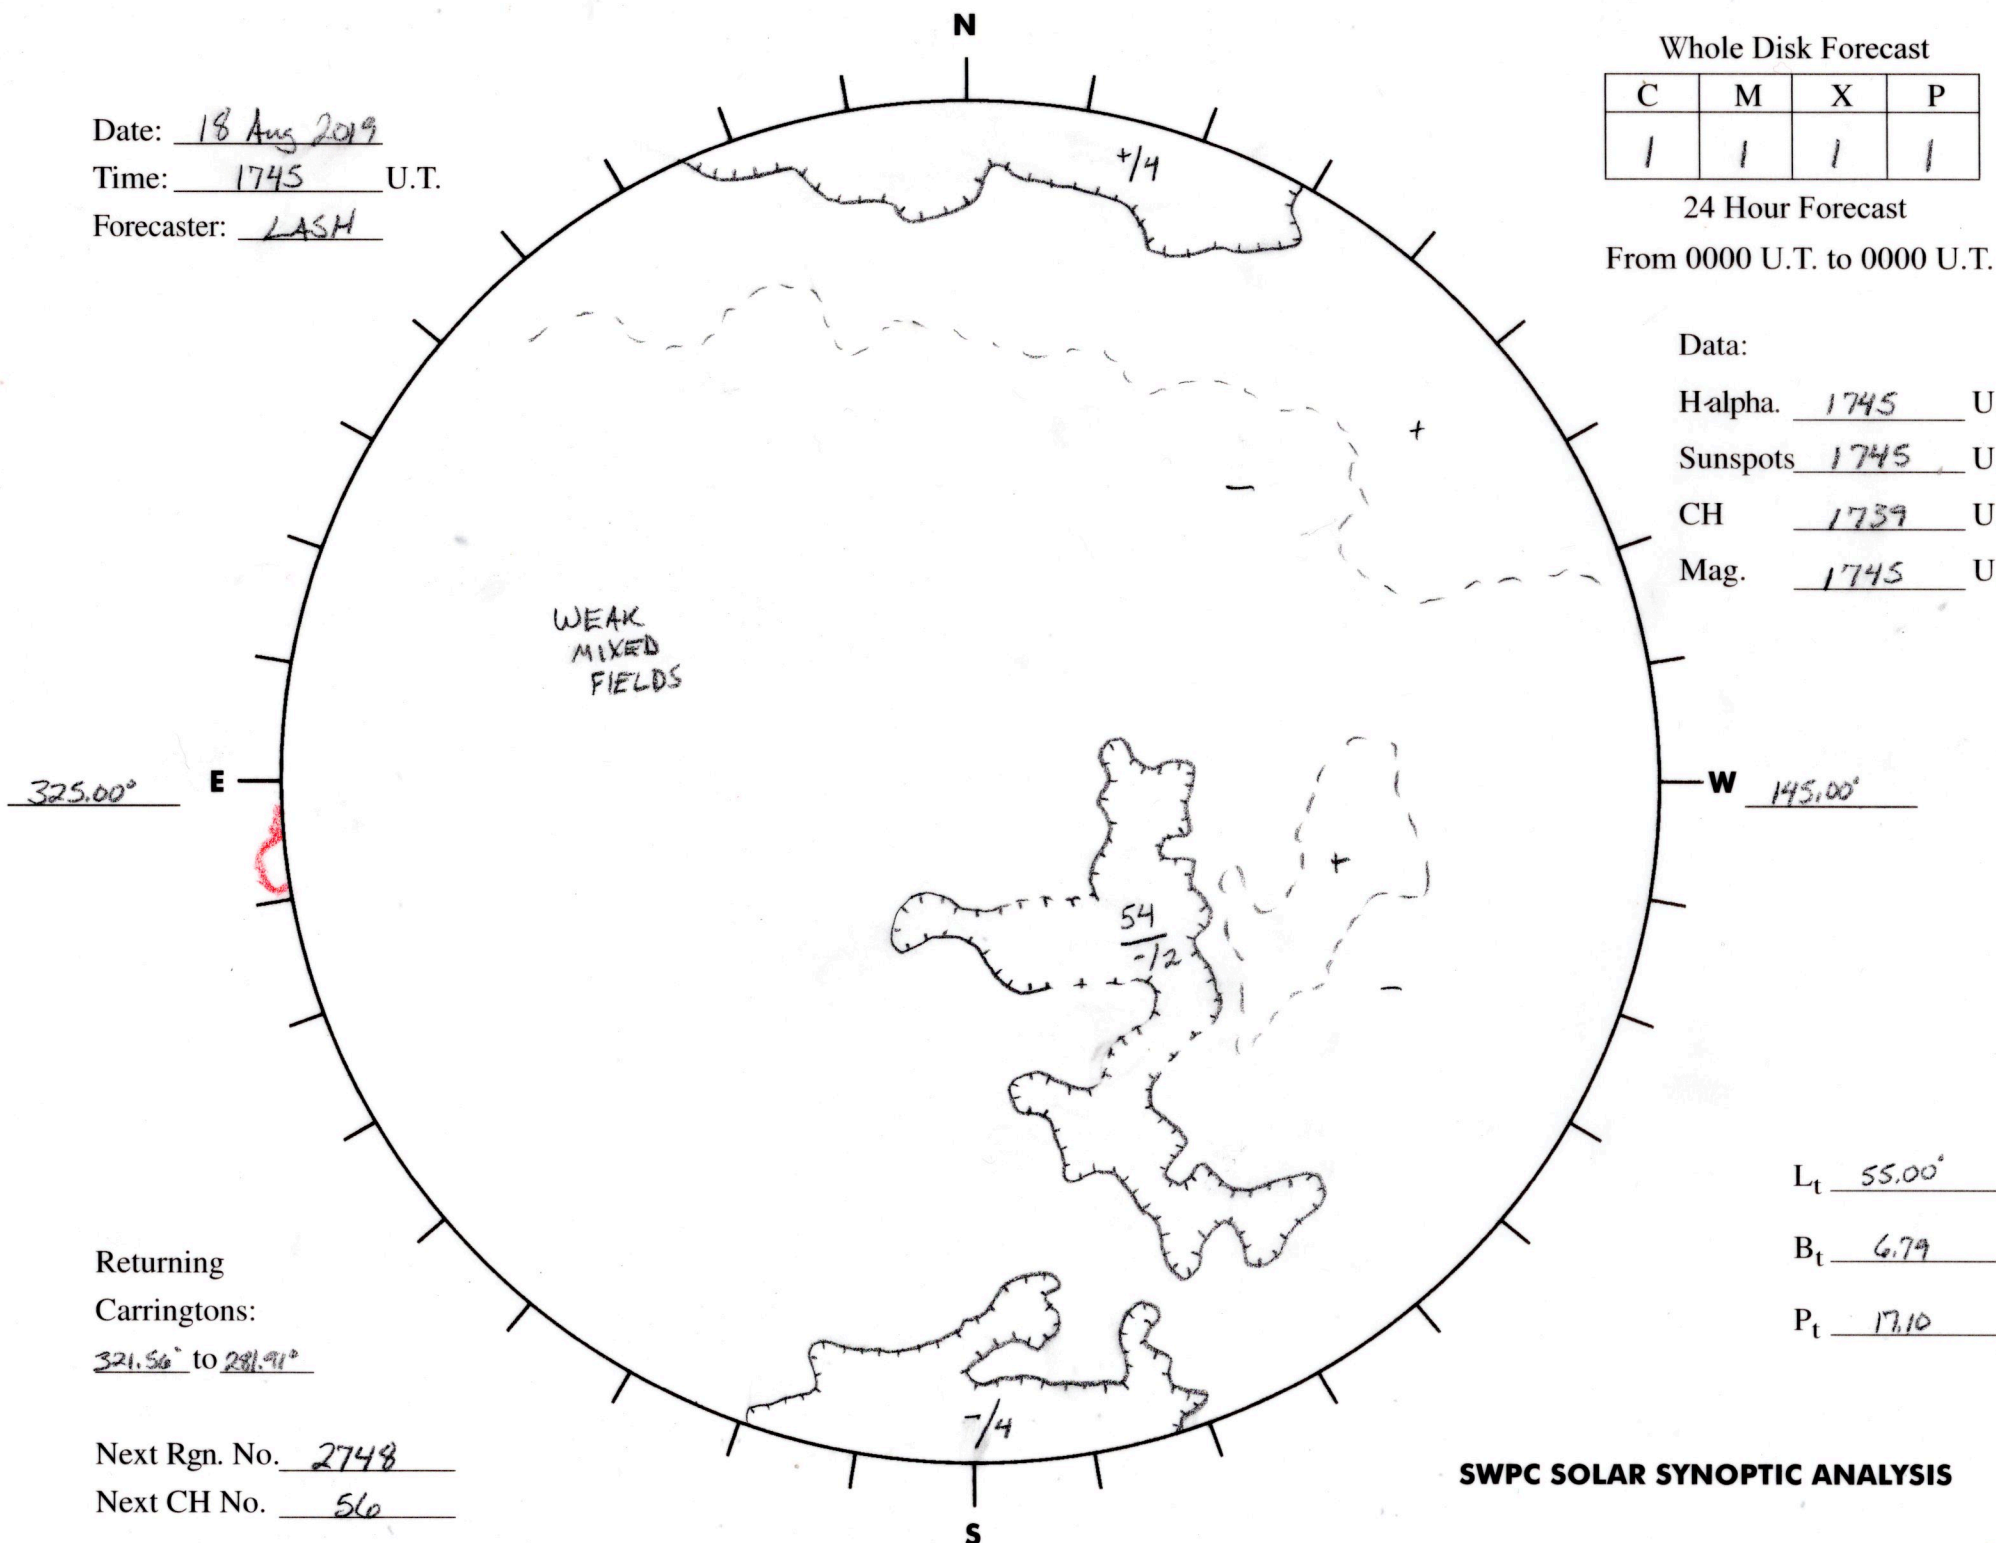 N
Whole Disk Forecast
C M X P
1 1 1 1
24 Hour Forecast
From 0000 U.T. to 0000 U.T.
Date: 18 Aug 2019
Time: 1745 U.T.
Forecaster: LASH
+/4
Data:
H-alpha. 1745 U
Sunspots 1745 U
CH 1739 U
Mag. 1745 U
+
−
WEAK
MIXED
FIELDS
325.00° E
W 145.00°
+
54
-/2
−
Lt 55.00°
Bt 6.79
Pt 17.10
Returning
Carringtons:
321.56° to 281.91°
-/4
Next Rgn. No. 2748
Next CH No. 56
SWPC SOLAR SYNOPTIC ANALYSIS
S